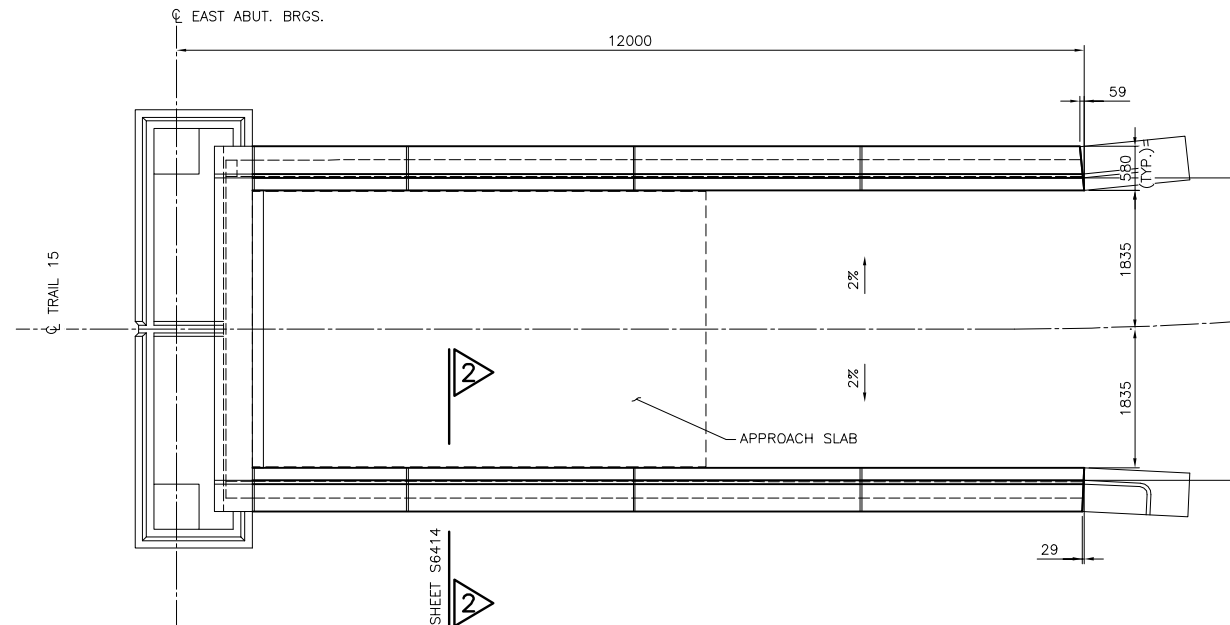 ℄ EAST ABUT. BRGS.
12000
59
580
(TYP.)
℄ TRAIL 15
1835
2%
2
2%
1835
APPROACH SLAB
SHEET S6414
29
2